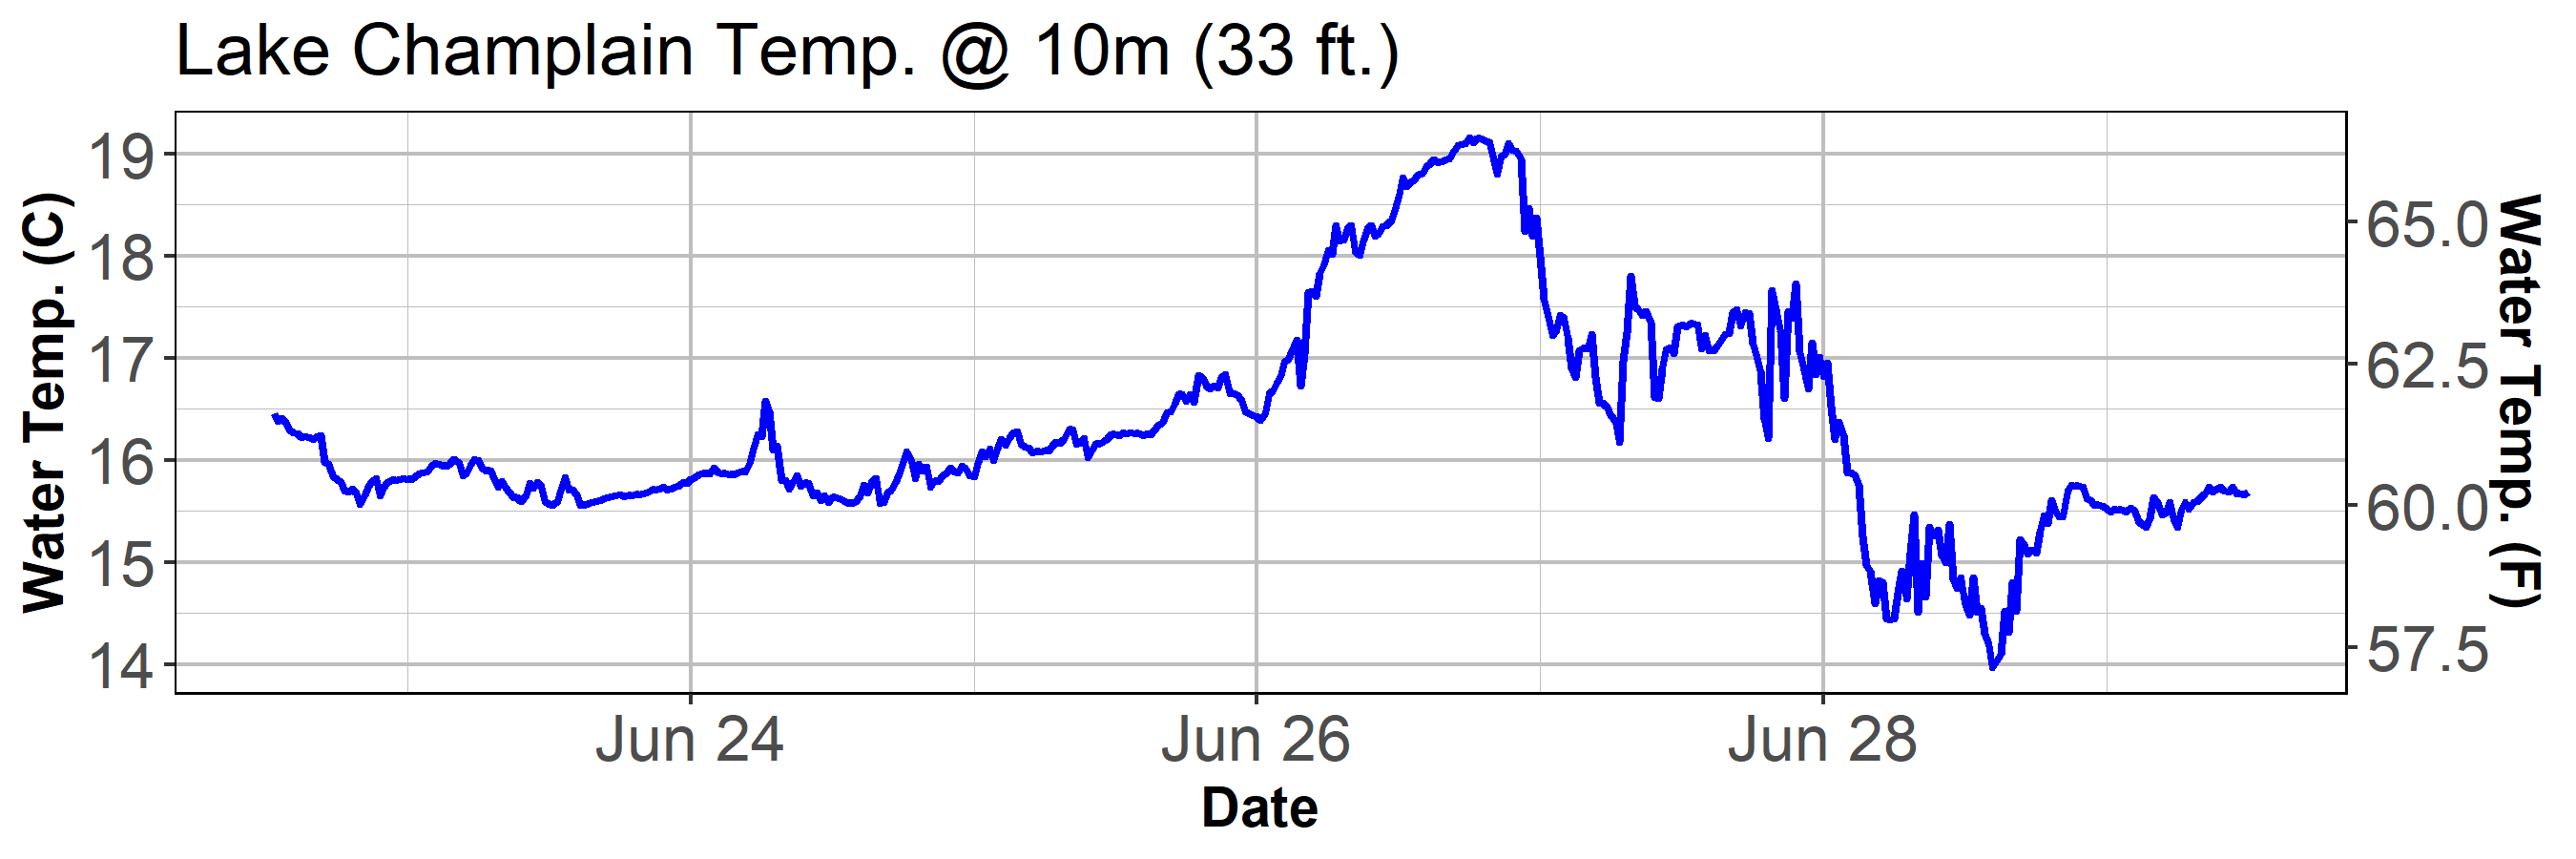 Lake Champlain Temp. @ 10m (33 ft.)
Water Temp. (C)
19
18
17
16
15
14
65.0
62.5
60.0
57.5
Water Temp. (F)
Jun 24
Jun 26
Jun 28
Date